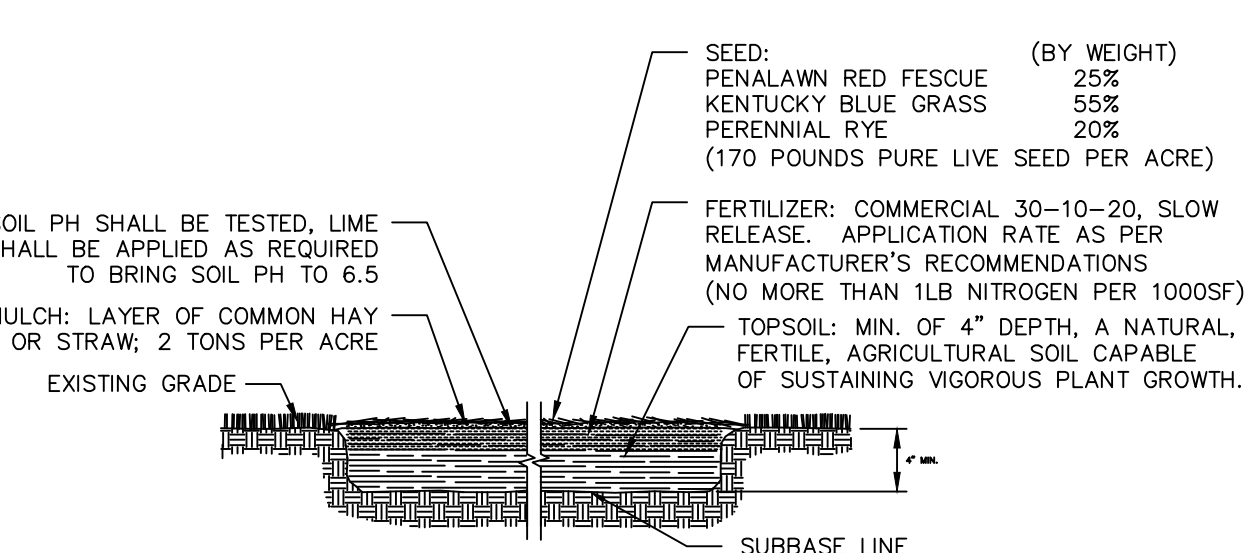 SEED: (BY WEIGHT)
PENALAWN RED FESCUE 25%
KENTUCKY BLUE GRASS 55%
PERENNIAL RYE 20%
(170 POUNDS PURE LIVE SEED PER ACRE)
SOIL PH SHALL BE TESTED, LIME
SHALL BE APPLIED AS REQUIRED
TO BRING SOIL PH TO 6.5
FERTILIZER: COMMERCIAL 30–10–20, SLOW
RELEASE. APPLICATION RATE AS PER
MANUFACTURER'S RECOMMENDATIONS
(NO MORE THAN 1LB NITROGEN PER 1000SF)
MULCH: LAYER OF COMMON HAY
OR STRAW; 2 TONS PER ACRE
TOPSOIL: MIN. OF 4" DEPTH, A NATURAL,
FERTILE, AGRICULTURAL SOIL CAPABLE
OF SUSTAINING VIGOROUS PLANT GROWTH.
EXISTING GRADE
4" MIN.
SUBBASE LINE